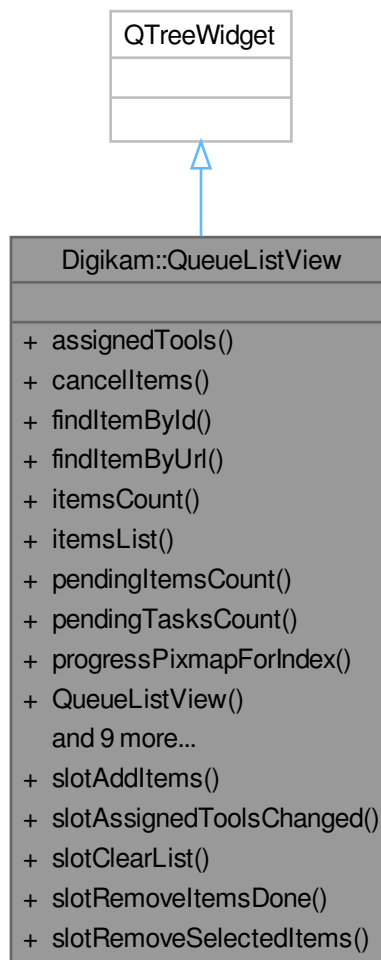 QTreeWidget
Digikam::QueueListView
+ assignedTools()
+ cancelItems()
+ findItemById()
+ findItemByUrl()
+ itemsCount()
+ itemsList()
+ pendingItemsCount()
+ pendingTasksCount()
+ progressPixmapForIndex()
+ QueueListView()
and 9 more...
+ slotAddItems()
+ slotAssignedToolsChanged()
+ slotClearList()
+ slotRemoveItemsDone()
+ slotRemoveSelectedItems()